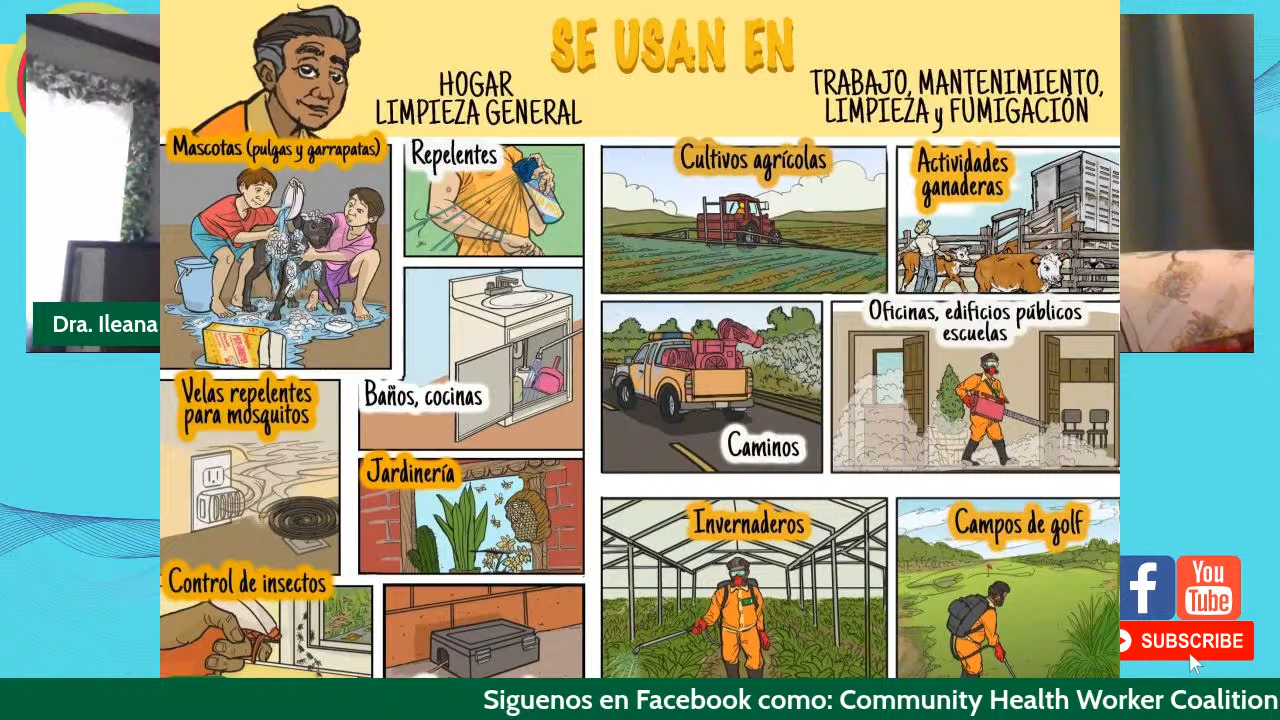 SE USAN EN
HOGAR
LIMPIEZA GENERAL
TRABAJO, MANTENIMIENTO,
LIMPIEZA y FUMIGACIÓN
Mascotas (pulgas y garrapatas)
Repelentes
Cultivos agrícolas
Actividades
ganaderas
Dra. Ileana
Oficinas, edificios públicos
escuelas
Velas repelentes
para mosquitos
Baños, cocinas
Caminos
Jardinería
Invernaderos
Campos de golf
Control de insectos
f
You
Tube
SUBSCRIBE
Siguenos en Facebook como: Community Health Worker Coalition